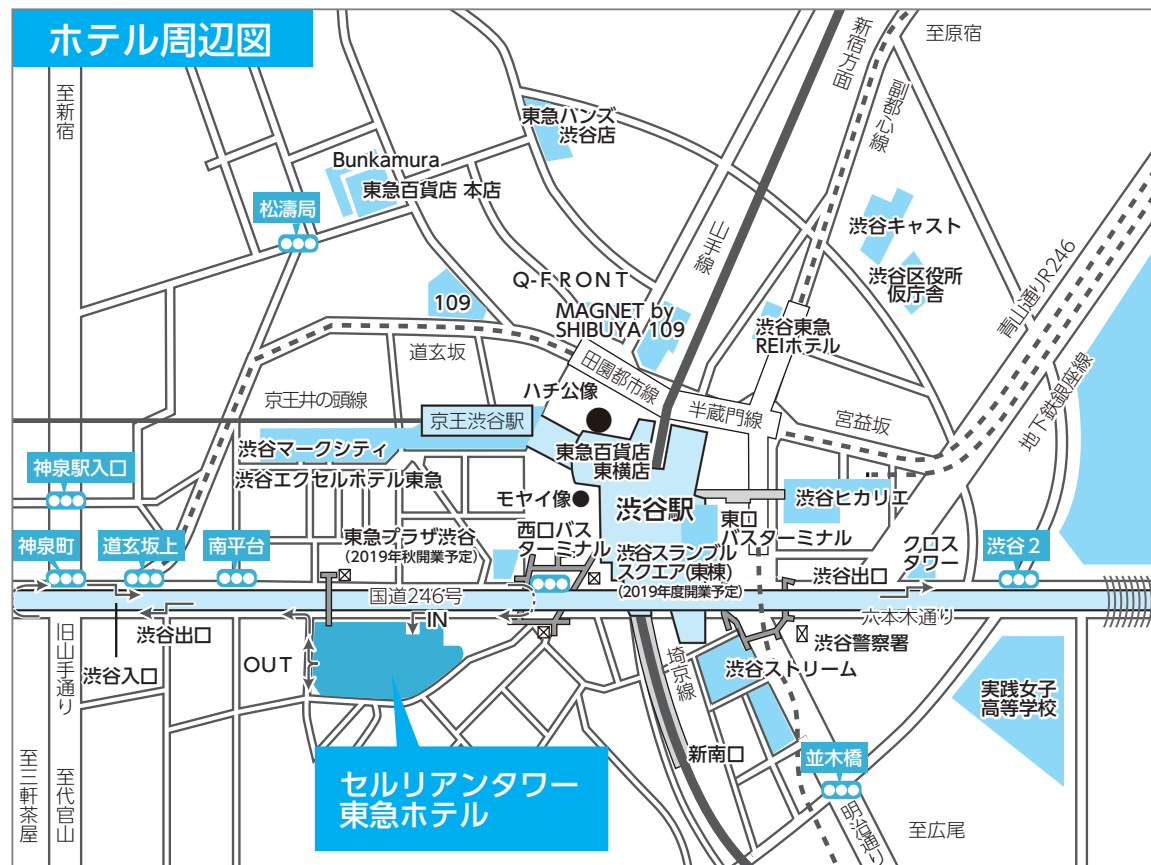 ホテル周辺図
至新宿
新宿方面
至原宿
副都心線
東急ハンズ
渋谷店
Bunkamura
東急百貨店 本店
松濤局
山手線
渋谷キャスト
渋谷区役所
仮庁舎
青山通りR246
Q-FRONT
109
MAGNET by
SHIBUYA 109
渋谷東急
REIホテル
道玄坂
田園都市線
ハチ公像
半蔵門線
宮益坂
地下鉄銀座線
京王井の頭線
京王渋谷駅
渋谷マークシティ
東急百貨店
東横店
神泉駅入口
渋谷エクセルホテル東急
モヤイ像
渋谷駅
渋谷ヒカリエ
東口
バスターミナル
神泉町
道玄坂上
南平台
東急プラザ渋谷
(2019年秋開業予定)
西口バス
ターミナル
渋谷スランブル
スクエア(東棟)
(2019年度開業予定)
クロス
タワー
渋谷2
渋谷出口
国道246号
六本木通り
IN
渋谷出口
渋谷入口
旧山手通り
OUT
埼京線
渋谷ストリーム
渋谷警察署
実践女子
高等学校
新南口
並木橋
セルリアンタワー
東急ホテル
至三軒茶屋
至代官山
明治通り
至広尾